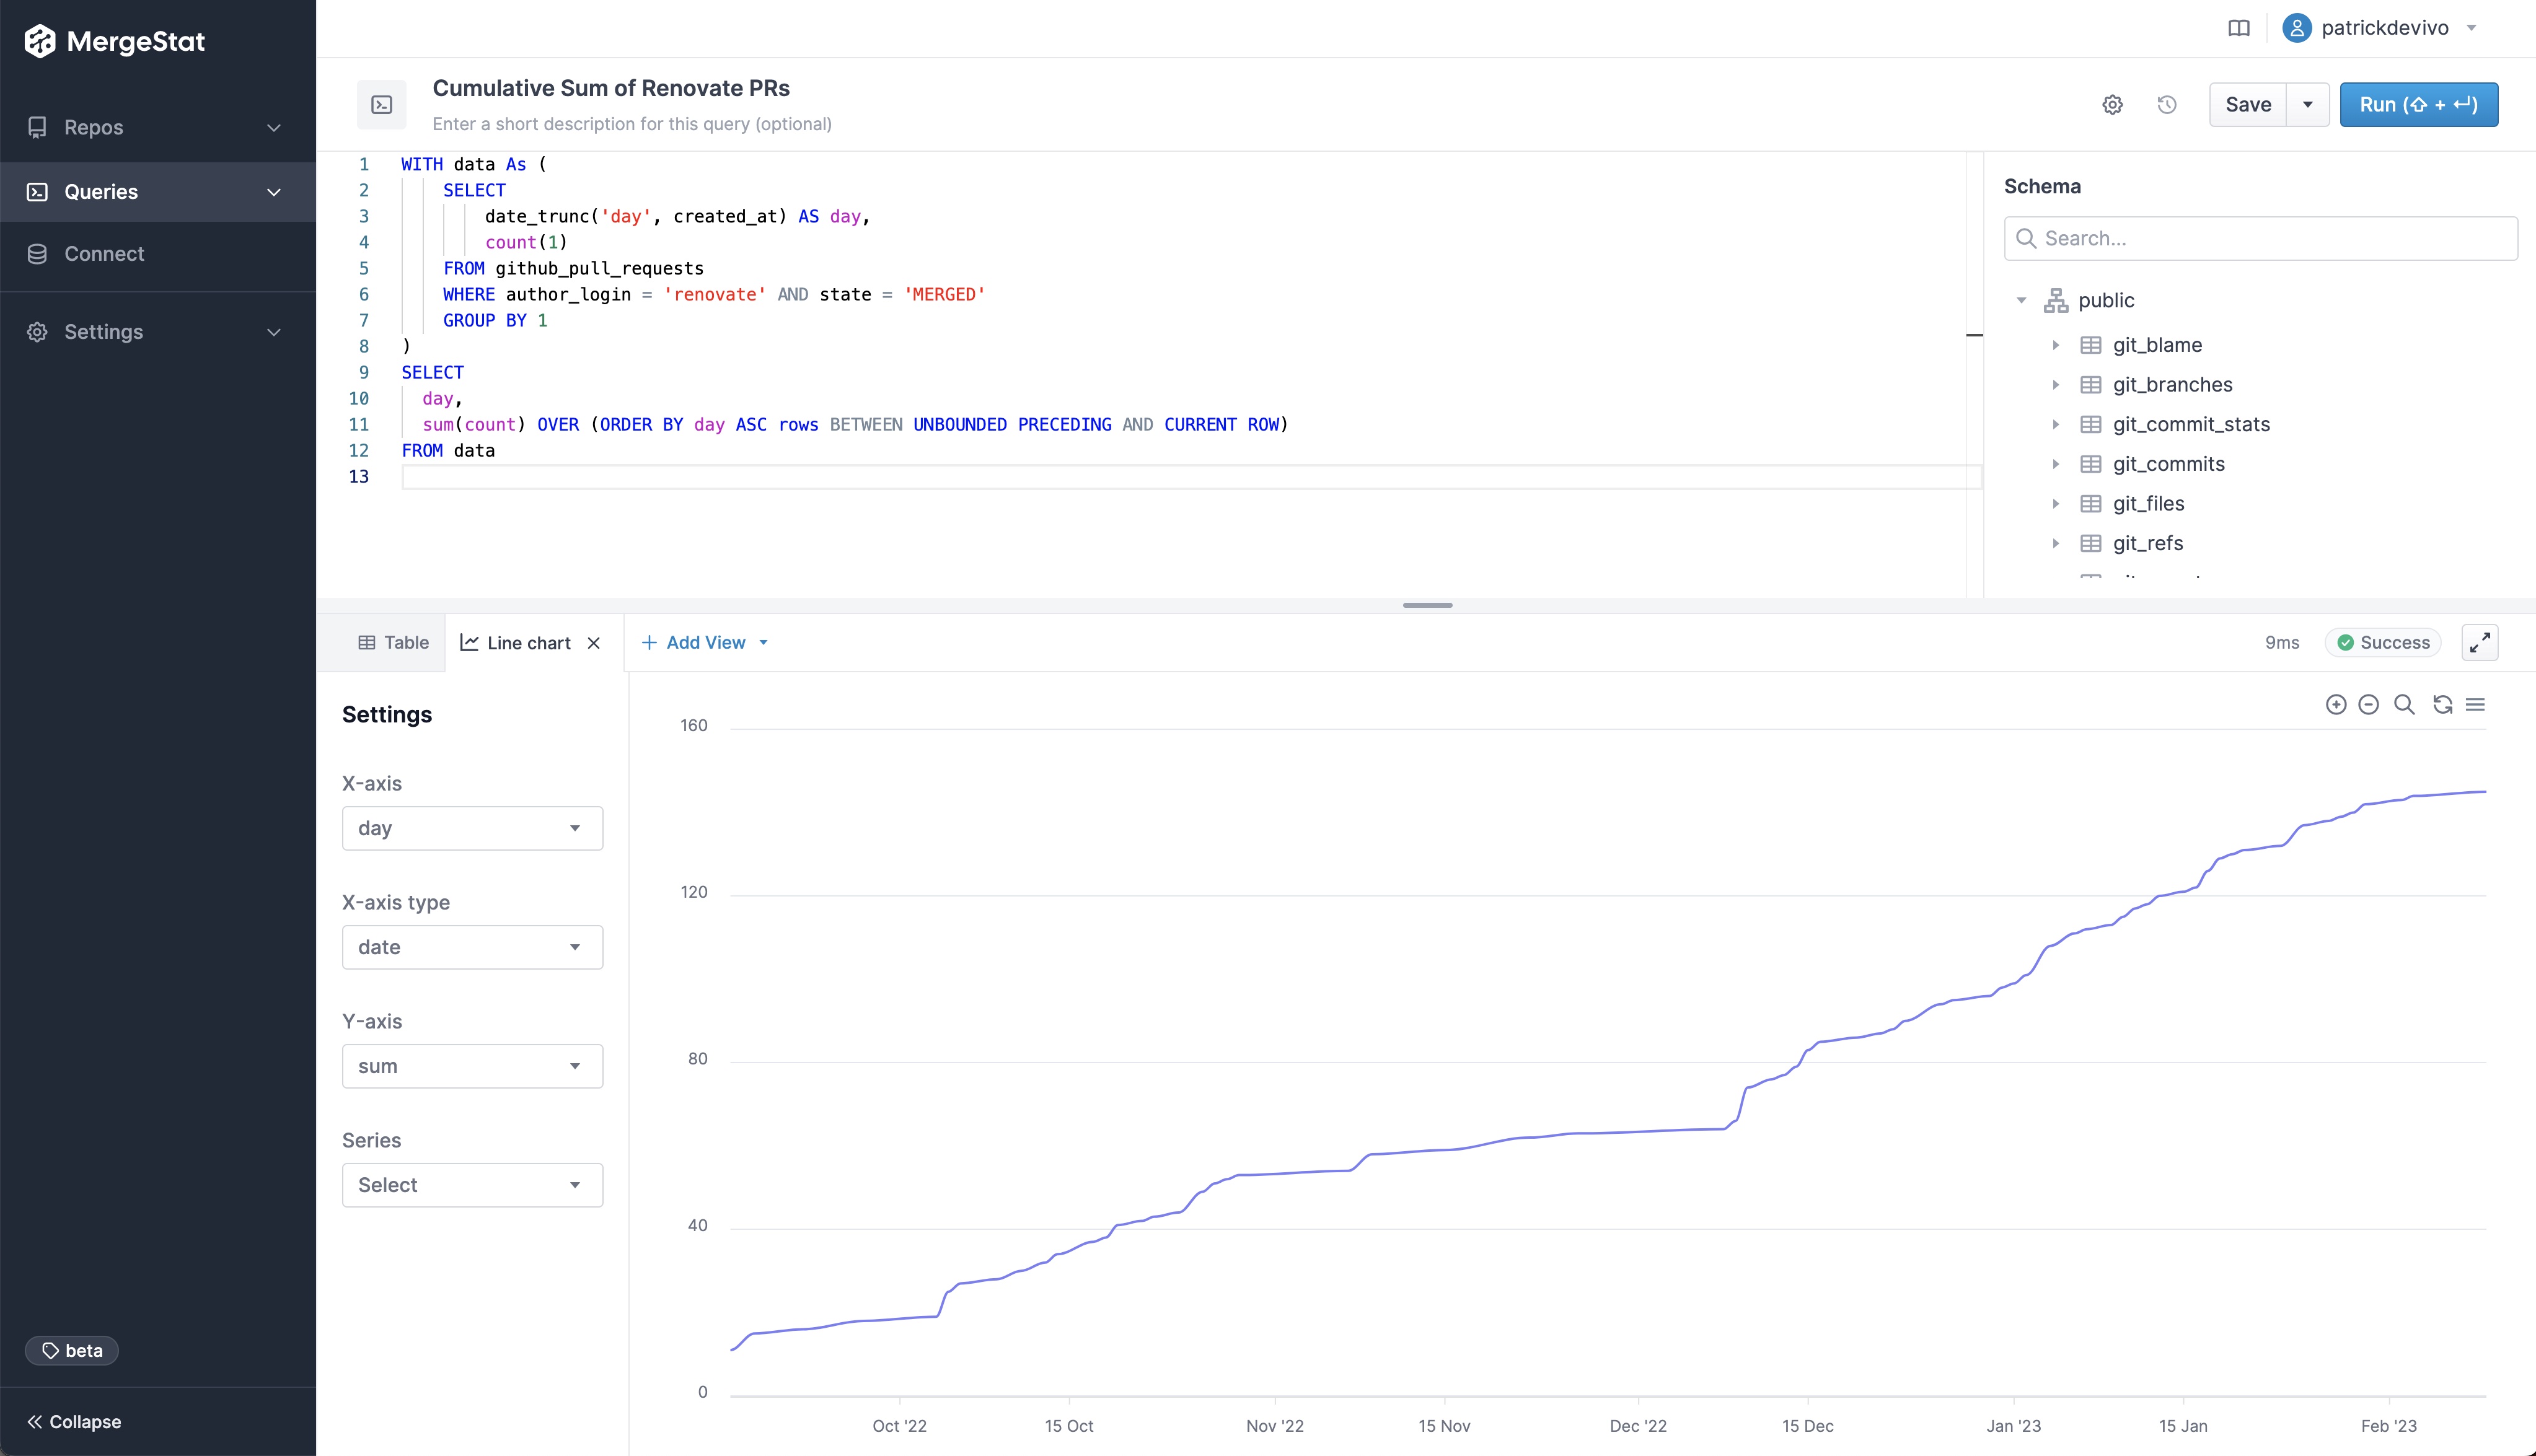 MergeStat
Repos
Queries
Connect
Settings
beta
Collapse
patrickdevivo
Cumulative Sum of Renovate PRs
Enter a short description for this query (optional)
Save
Run (⇧ + ↵)
1 WITH data As (
2 SELECT
3 date_trunc('day', created_at) AS day,
4 count(1)
5 FROM github_pull_requests
6 WHERE author_login = 'renovate' AND state = 'MERGED'
7 GROUP BY 1
8 )
9 SELECT
10 day,
11 sum(count) OVER (ORDER BY day ASC rows BETWEEN UNBOUNDED PRECEDING AND CURRENT ROW)
12 FROM data
13
Schema
Search...
public
git_blame
git_branches
git_commit_stats
git_commits
git_files
git_refs
Table
Line chart
Add View
9ms
Success
Settings
X-axis
day
X-axis type
date
Y-axis
sum
Series
Select
160
120
80
40
0
Oct '22
15 Oct
Nov '22
15 Nov
Dec '22
15 Dec
Jan '23
15 Jan
Feb '23